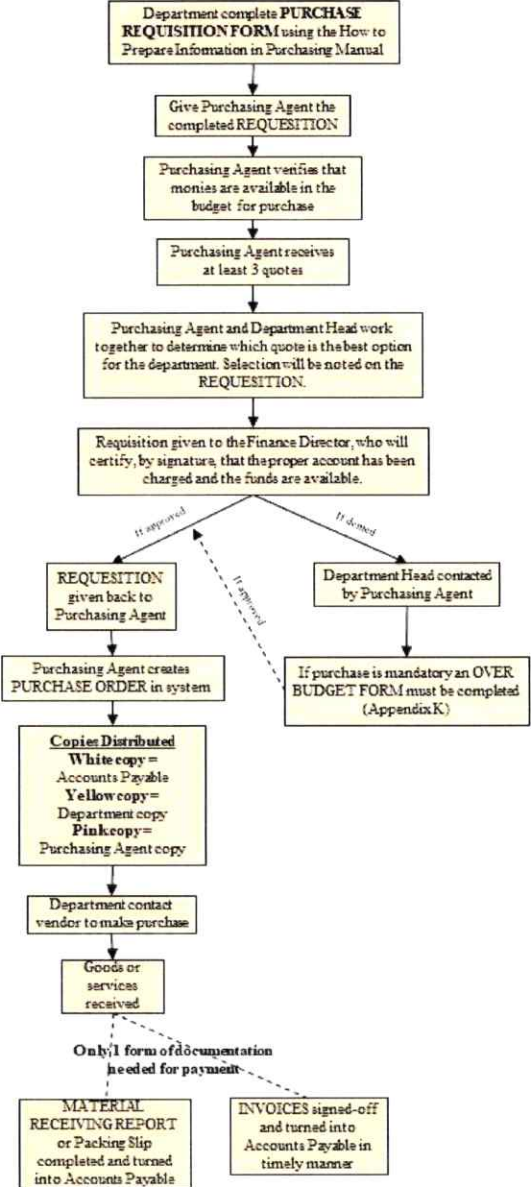 Department complete PURCHASE
REQUISITION FORM using the How to
Prepare Information in Purchasing Manual
Give Purchasing Agent the
completed REQUESITION
Purchasing Agent verifies that
monies are available in the
budget for purchase
Purchasing Agent receives
at least 3 quotes
Purchasing Agent and Department Head work
together to determine which quote is the best option
for the department. Selection will be noted on the
REQUESITION.
Requisition given to the Finance Director, who will
certify, by signature, that the proper account has been
charged and the funds are available.
If approved
If denied
REQUESITION
given back to
Purchasing Agent
If approved
Department Head contacted
by Purchasing Agent
Purchasing Agent creates
PURCHASE ORDER in system
If purchase is mandatory an OVER
BUDGET FORM must be completed
(Appendix K)
Copies Distributed
White copy =
Accounts Payable
Yellow copy =
Department copy
Pink copy =
Purchasing Agent copy
Department contact
vendor to make purchase
Goods or
services
received
Only 1 form of documentation
needed for payment
MATERIAL
RECEIVING REPORT
or Packing Slip
completed and turned
into Accounts Payable
INVOICES signed-off
and turned into
Accounts Payable in
timely manner